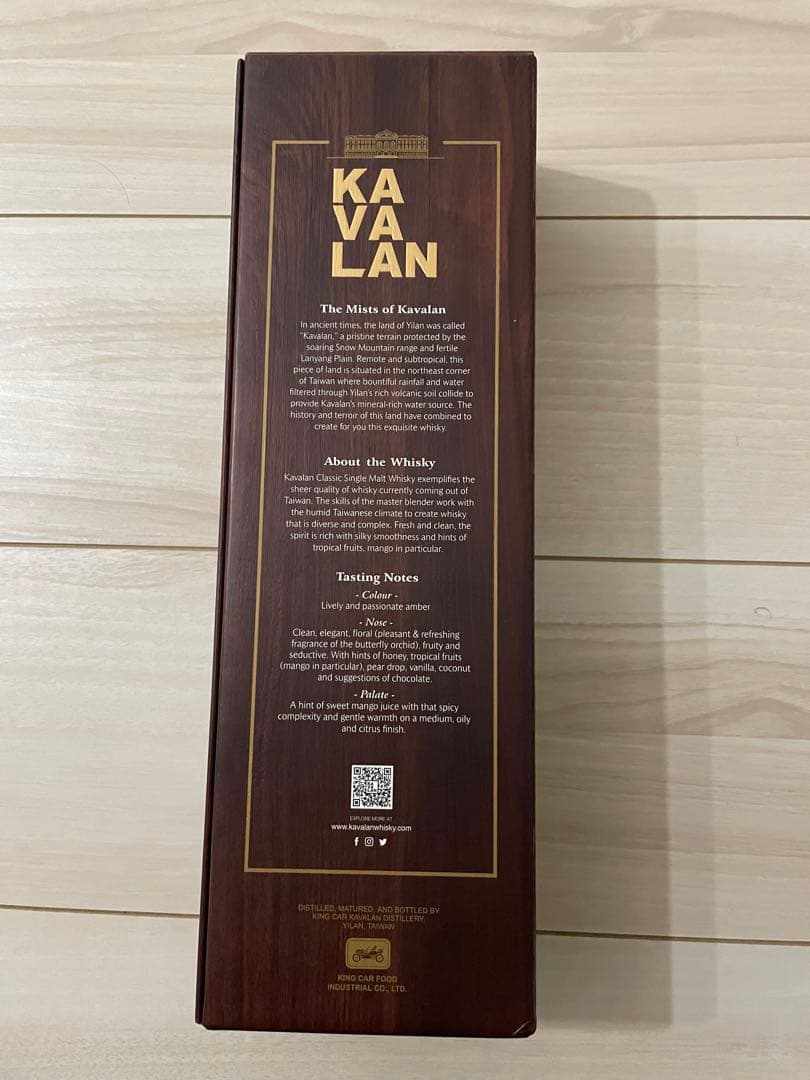 KA
VA
LAN
The Mists of Kavalan
In ancient times, the land of Yilan was called
"Kavalan," a pristine terrain protected by the
soaring Snow Mountain range and fertile
Lanyang Plain. Remote and subtropical, this
piece of land is situated in the northeast corner
of Taiwan where bountiful rainfall and water
filtered through Yilan's rich volcanic soil collide to
provide Kavalan's mineral-rich water source. The
history and terroir of this land have combined to
create for you this exquisite whisky.
About the Whisky
Kavalan Classic Single Malt Whisky exemplifies the
sheer quality of whisky currently coming out of
Taiwan. The skills of the master blender work with
the humid Taiwanese climate to create whisky
that is diverse and complex. Fresh and clean, the
spirit is rich with silky smoothness and hints of
tropical fruits, mango in particular.
Tasting Notes
- Colour -
Lively and passionate amber
- Nose -
Clean, elegant, floral (pleasant & refreshing
fragrance of the butterfly orchid), fruity and
seductive. With hints of honey, tropical fruits
(mango in particular), pear drop, vanilla, coconut
and suggestions of chocolate.
- Palate -
A hint of sweet mango juice with that spicy
complexity and gentle warmth on a medium, oily
and citrus finish.
EXPLORE MORE AT
www.kavalanwhisky.com
DISTILLED, MATURED, AND BOTTLED BY
KING CAR KAVALAN DISTILLERY,
YILAN, TAIWAN
KING CAR FOOD
INDUSTRIAL CO., LTD.